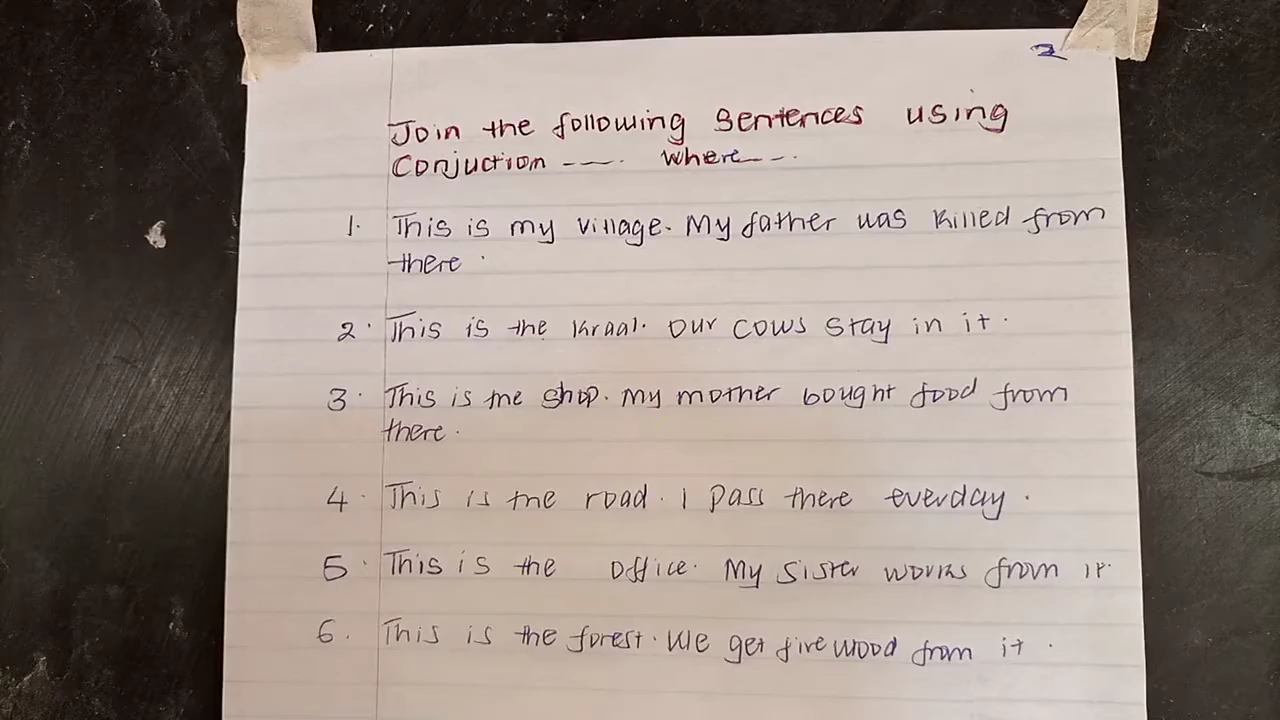 2
Join the following Sentences using
Conjuction ---- where---.
1. This is my village. My father was killed from
there.
2. This is the kraal. Our cows stay in it.
3. This is the shop. My mother bought food from
there.
4. This is the road. I pass there everday.
5. This is the office. My sister works from it.
6. This is the forest. We get fire wood from it.